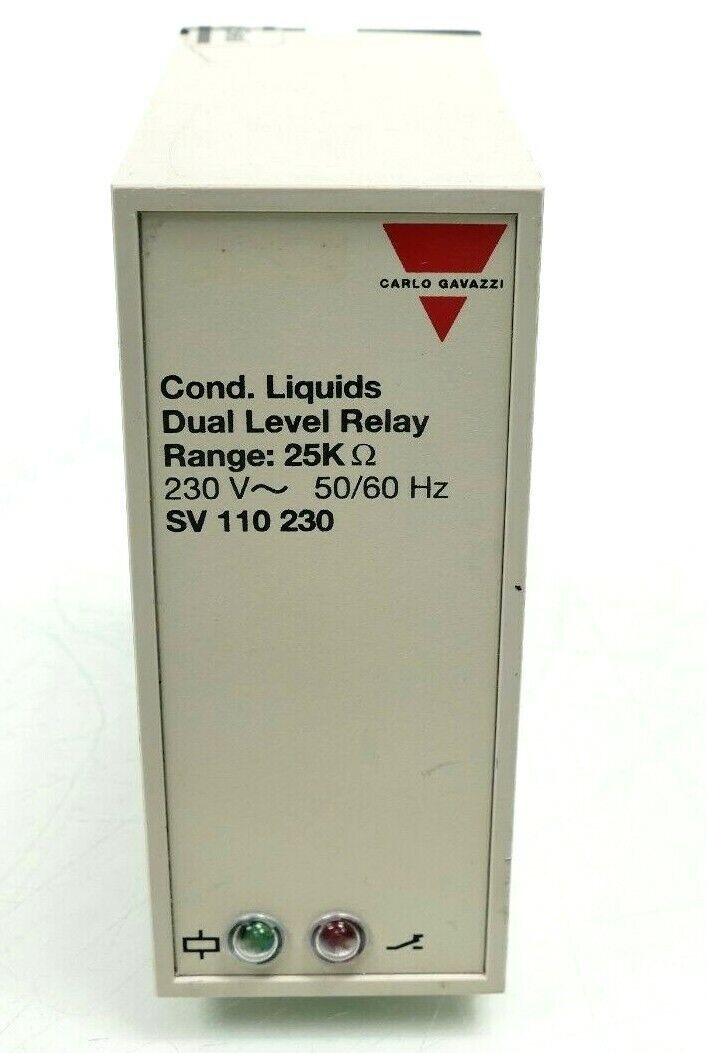 CARLO GAVAZZI
Cond. Liquids
Dual Level Relay
Range: 25K Ω
230 V~ 50/60 Hz
SV 110 230